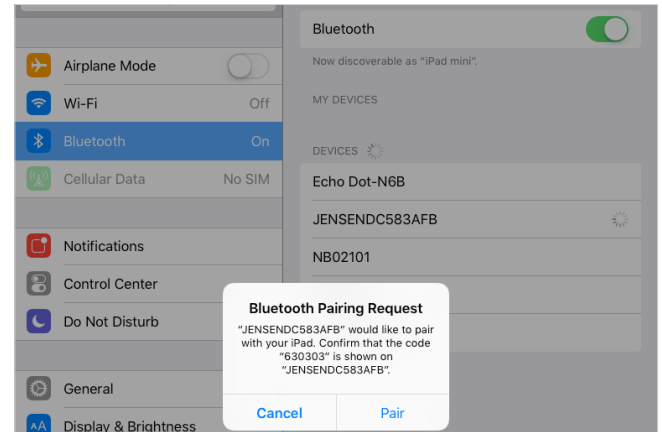 Airplane Mode
Wi-Fi Off
Bluetooth On
Cellular Data No SIM
Notifications
Control Center
Do Not Disturb
General
AA Display & Brightness
Bluetooth
Now discoverable as “iPad mini”.
MY DEVICES
DEVICES
Echo Dot-N6B
JENSENDC583AFB
NB02101
Bluetooth Pairing Request
“JENSENDC583AFB” would like to pair
with your iPad. Confirm that the code
“630303” is shown on
“JENSENDC583AFB”.
Cancel Pair